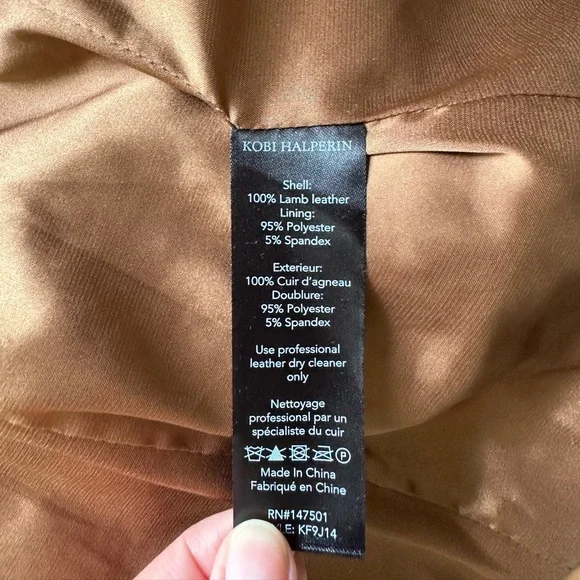 KOBI HALPERIN
Shell:
100% Lamb leather
Lining:
95% Polyester
5% Spandex
Exterieur:
100% Cuir d'agneau
Doublure:
95% Polyester
5% Spandex
Use professional
leather dry cleaner
only
Nettoyage
professional par un
spécialiste du cuir
Made In China
Fabriqué en Chine
RN#147501
KF9J14